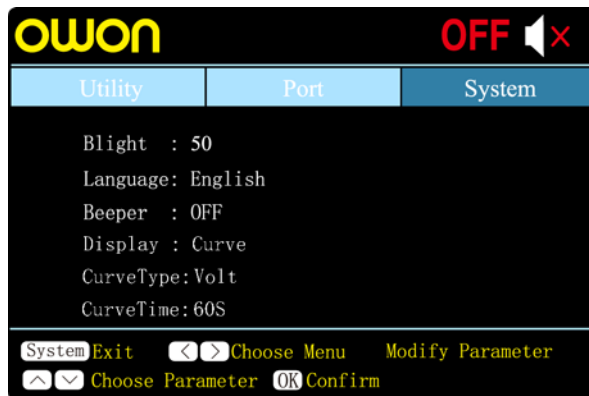 owon OFF
Utility Port System
Blight : 50
Language: English
Beeper : OFF
Display : Curve
CurveType:Volt
CurveTime:60S
System Exit < > Choose Menu Modify Parameter
Choose Parameter OK Confirm